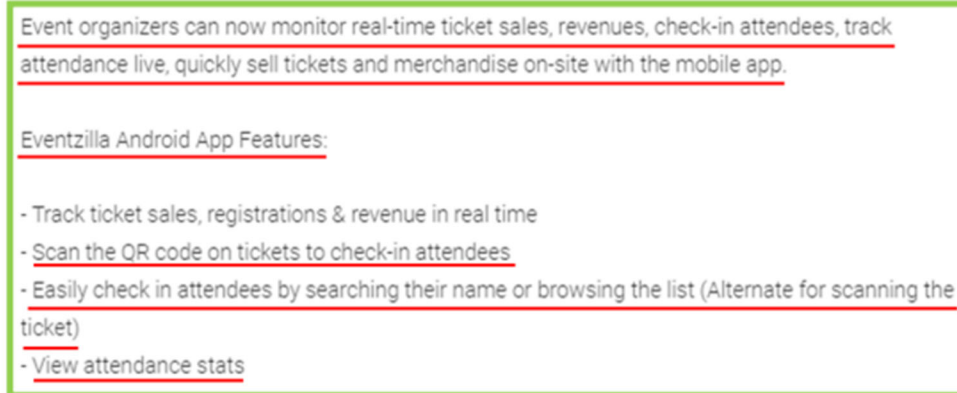 Event organizers can now monitor real-time ticket sales, revenues, check-in attendees, track
attendance live, quickly sell tickets and merchandise on-site with the mobile app.
Eventzilla Android App Features:
- Track ticket sales, registrations & revenue in real time
- Scan the QR code on tickets to check-in attendees
- Easily check in attendees by searching their name or browsing the list (Alternate for scanning the
ticket)
- View attendance stats